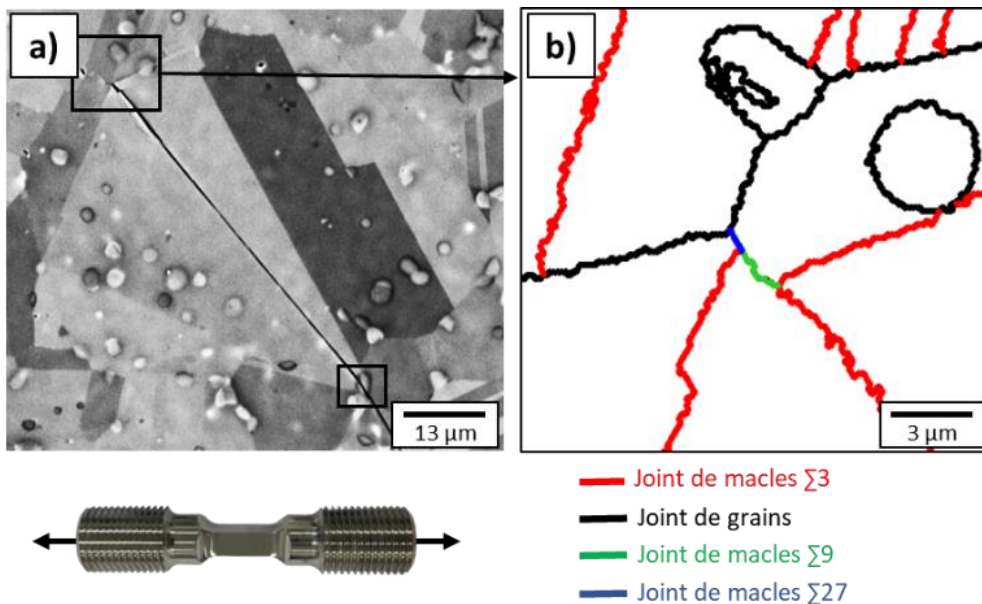 a)
b)
13 µm
3 µm
Joint de macles ∑3
Joint de grains
Joint de macles ∑9
Joint de macles ∑27